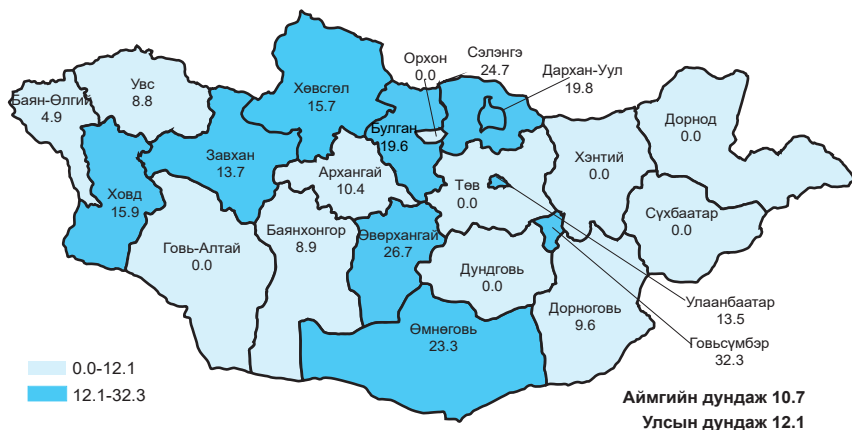 Орхон
0.0
Сэлэнгэ
24.7
Дархан-Уул
19.8
Увс
8.8
Хөвсгөл
15.7
Баян-Өлгий
4.9
Дорнод
0.0
Булган
19.6
Завхан
13.7
Хэнтий
0.0
Архангай
10.4
Төв
0.0
Ховд
15.9
Сүхбаатар
0.0
Баянхонгор
8.9
Өвөрхангай
26.7
Говь-Алтай
0.0
Дундговь
0.0
Улаанбаатар
13.5
Дорноговь
9.6
Өмнөговь
23.3
Говьсүмбэр
32.3
0.0-12.1
12.1-32.3
Аймгийн дундаж 10.7
Улсын дундаж 12.1